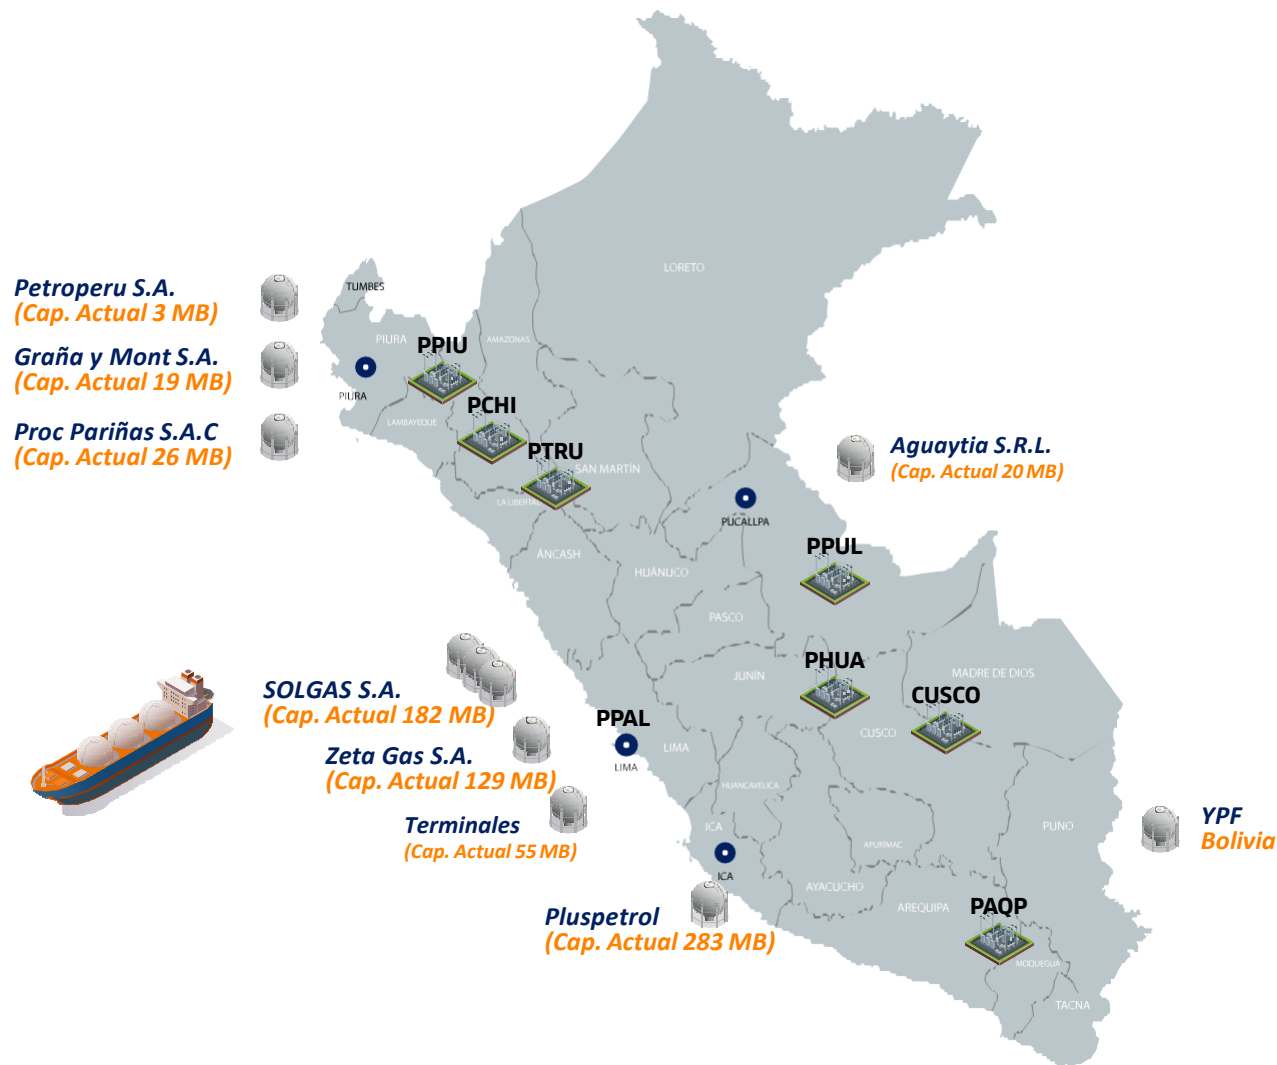 LORETO
Petroperu S.A.
(Cap. Actual 3 MB)
TUMBES
Graña y Mont S.A.
(Cap. Actual 19 MB)
PIURA
AMAZONAS
PPIU
PIURA
Proc Pariñas S.A.C
(Cap. Actual 26 MB)
LAMBAYEQUE
PCHI
PTRU
SAN MARTÍN
LA LIBERTAD
Aguaytia S.R.L.
(Cap. Actual 20 MB)
PUCALLPA
ÁNCASH
HUÁNUCO
PPUL
PASCO
JUNÍN
PHUA
MADRE DE DIOS
CUSCO
CUSCO
SOLGAS S.A.
(Cap. Actual 182 MB)
PPAL
LIMA
LIMA
Zeta Gas S.A.
(Cap. Actual 129 MB)
HUANCAVELICA
Terminales
(Cap. Actual 55 MB)
ICA
APURÍMAC
PUNO
YPF
Bolivia
ICA
AYACUCHO
AREQUIPA
PAQP
Pluspetrol
(Cap. Actual 283 MB)
MOQUEGUA
TACNA